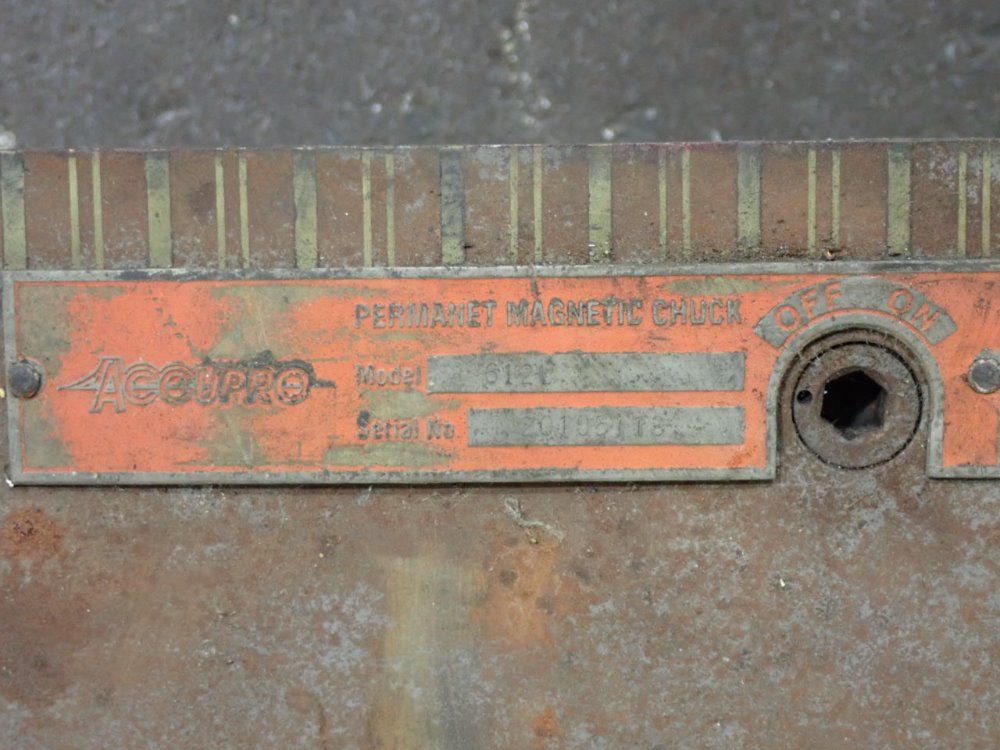 PERMANET MAGNETIC CHUCK
OFF ON
ACCUPRO
Model
Serial No